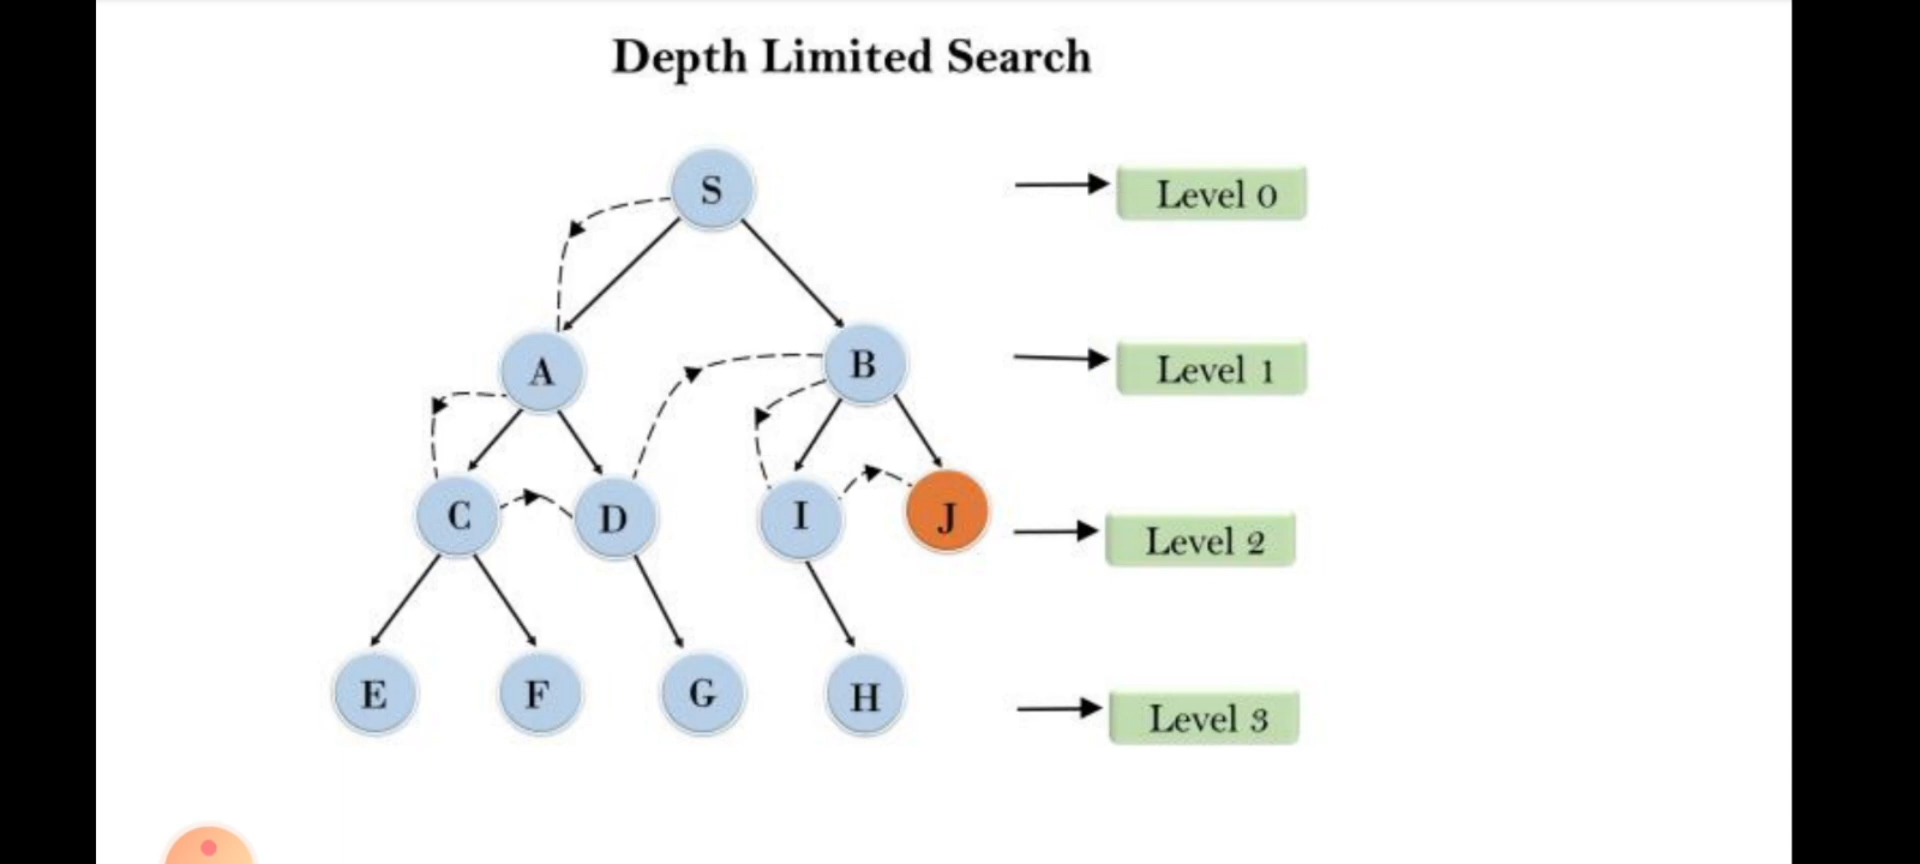 Depth Limited Search
S
Level 0
A
B
Level 1
C
D
I
J
Level 2
E
F
G
H
Level 3